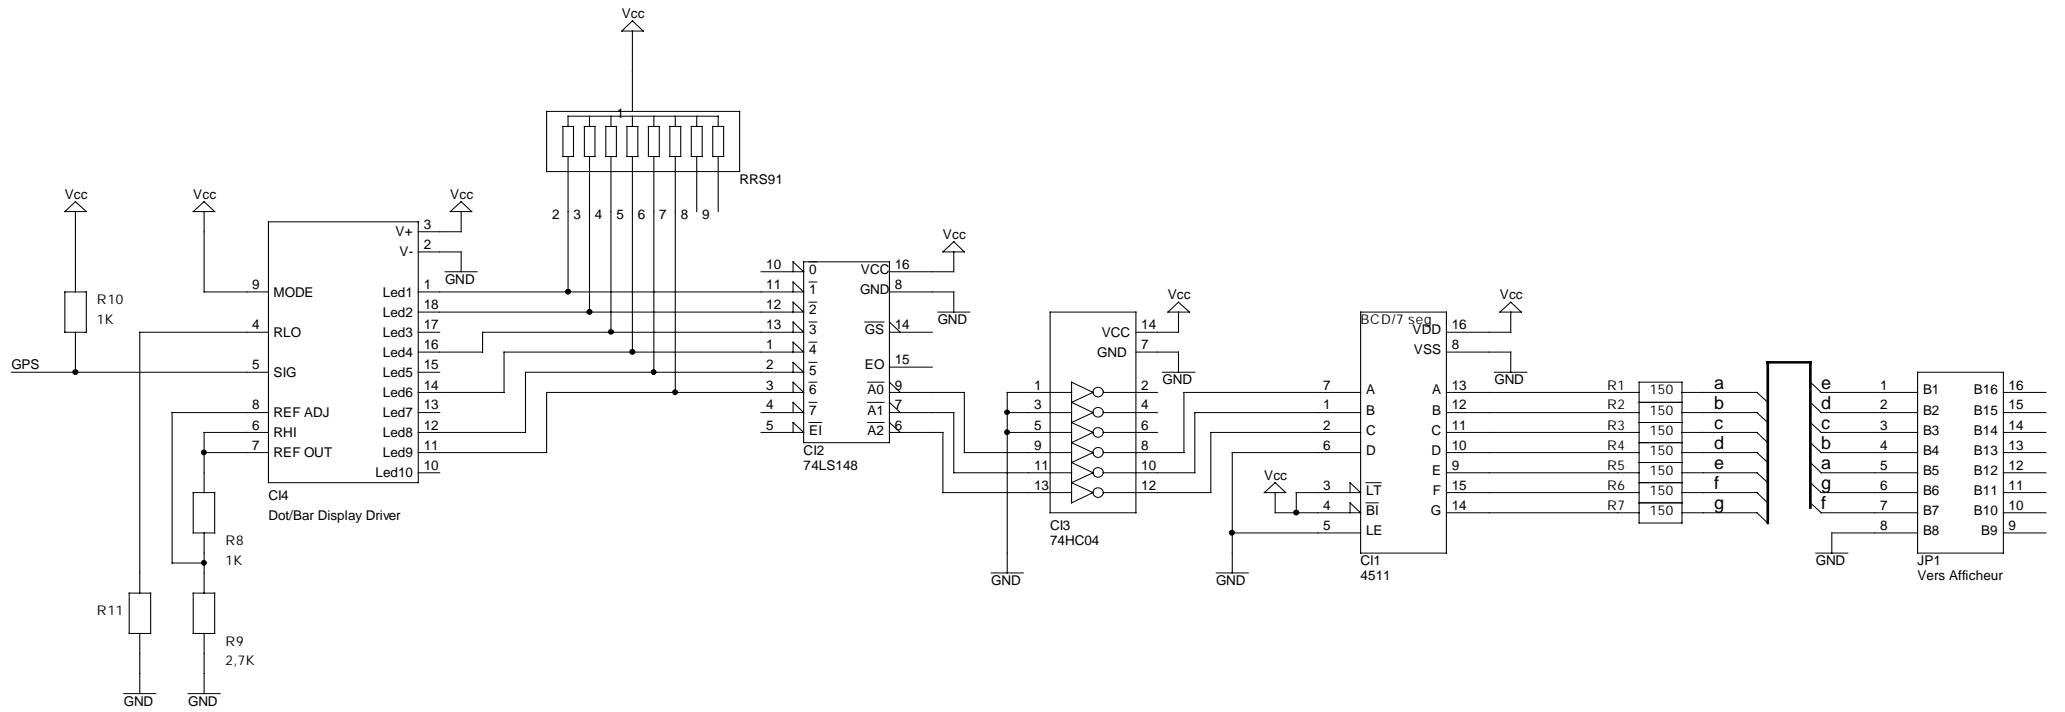 Vcc
1
RRS91
2 3 4 5 6 7 8 9
Vcc
R10
1K
GPS
Vcc
Vcc
GND
9 MODE
4 RLO
5 SIG
8 REF ADJ
6 RHI
7 REF OUT
V+ 3
V- 2
Led1 1
Led2 18
Led3 17
Led4 16
Led5 15
Led6 14
Led7 13
Led8 12
Led9 11
Led10 10
CI4
Dot/Bar Display Driver
R8
1K
R9
2,7K
R11
GND
GND
10 0
11 1
12 2
13 3
1 4
2 5
3 6
4 7
5 EI
VCC 16
GND 8
GS 14
EO 15
A0 9
A1 7
A2 6
Vcc
GND
CI2
74LS148
VCC 14
GND 7
Vcc
GND
1 2
3 4
5 6
9 8
11 10
13 12
CI3
74HC04
GND
GND
Vcc
BCD/7 seg
VDD 16
VSS 8
Vcc
GND
7 A
1 B
2 C
6 D
3 LT
4 BI
5 LE
A 13
B 12
C 11
D 10
E 9
F 15
G 14
CI1
4511
R1 150 a
R2 150 b
R3 150 c
R4 150 d
R5 150 e
R6 150 f
R7 150 g
e 1 B1 B16 16
d 2 B2 B15 15
c 3 B3 B14 14
b 4 B4 B13 13
a 5 B5 B12 12
g 6 B6 B11 11
f 7 B7 B10 10
8 B8 B9 9
GND
JP1
Vers Afficheur